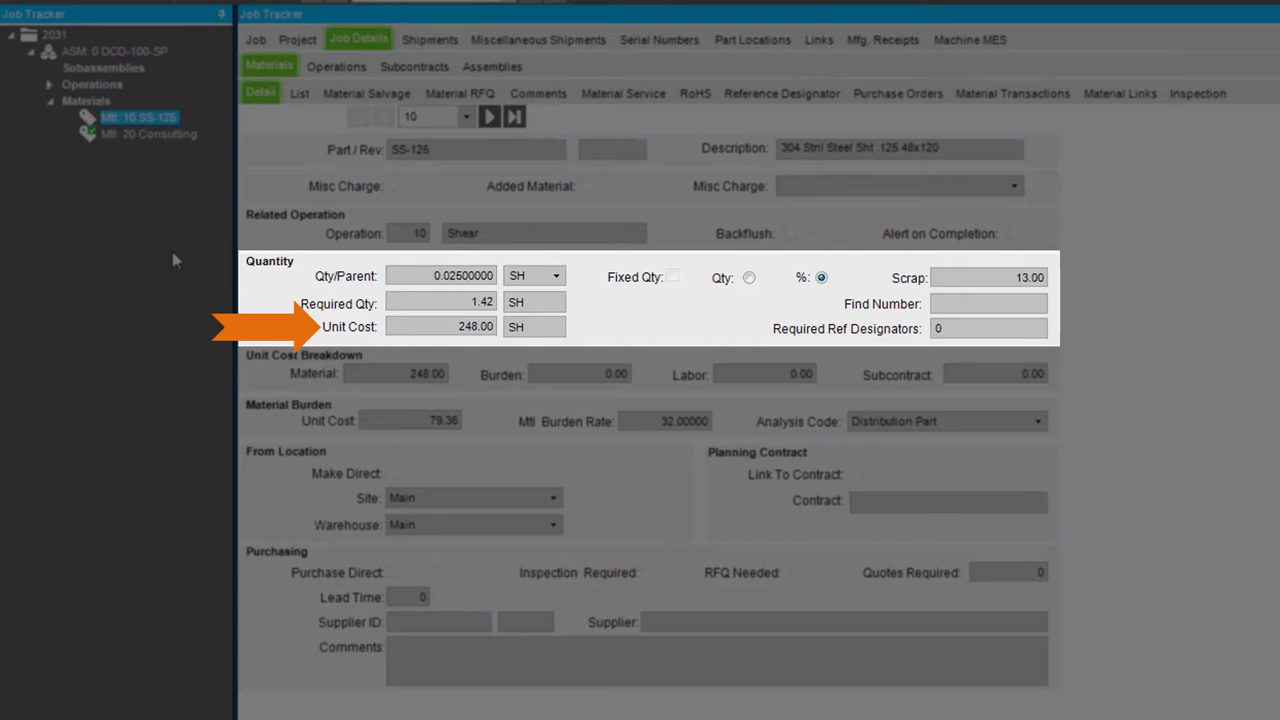 Job Tracker
2031
ASM: 0 DCD-100-SP
Subassemblies
Operations
Materials
Mtl: 10 SS-125
Mtl: 20 Consulting
Job Tracker
Job Project Job Details Shipments Miscellaneous Shipments Serial Numbers Part Locations Links Mfg. Receipts Machine MES
Materials Operations Subcontracts Assemblies
Detail List Material Salvage Material RFQ Comments Material Service RoHS Reference Designator Purchase Orders Material Transactions Material Links Inspection
10
Part / Rev: SS-125 Description: 304 Stnl Steel Sht .125 48x120
Misc Charge: Added Material: Misc Charge:
Related Operation
Operation: 10 Shear Backflush: Alert on Completion:
Quantity
Qty/Parent: 0.02500000 SH Fixed Qty: Qty: %: Scrap: 13.00
Required Qty: 1.42 SH Find Number:
Unit Cost: 248.00 SH Required Ref Designators: 0
Unit Cost Breakdown
Material: 248.00 Burden: 0.00 Labor: 0.00 Subcontract: 0.00
Material Burden
Unit Cost: 79.36 Mtl Burden Rate: 32.00000 Analysis Code: Distribution Part
From Location Planning Contract
Make Direct: Link To Contract:
Site: Main Contract:
Warehouse: Main
Purchasing
Purchase Direct: Inspection Required: RFQ Needed: Quotes Required: 0
Lead Time: 0
Supplier ID: Supplier:
Comments: